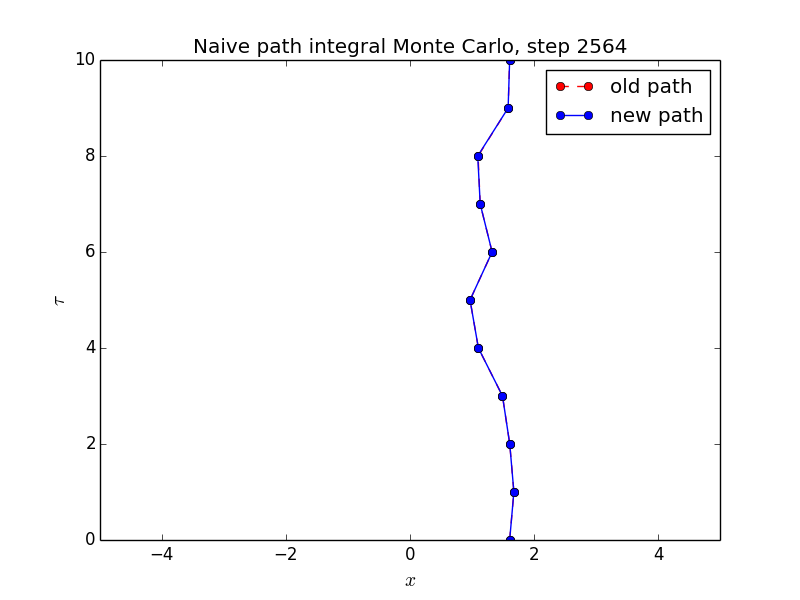 Naive path integral Monte Carlo, step 2564
old path
new path
10
8
6
4
2
0
τ
−4 −2 0 2 4
x